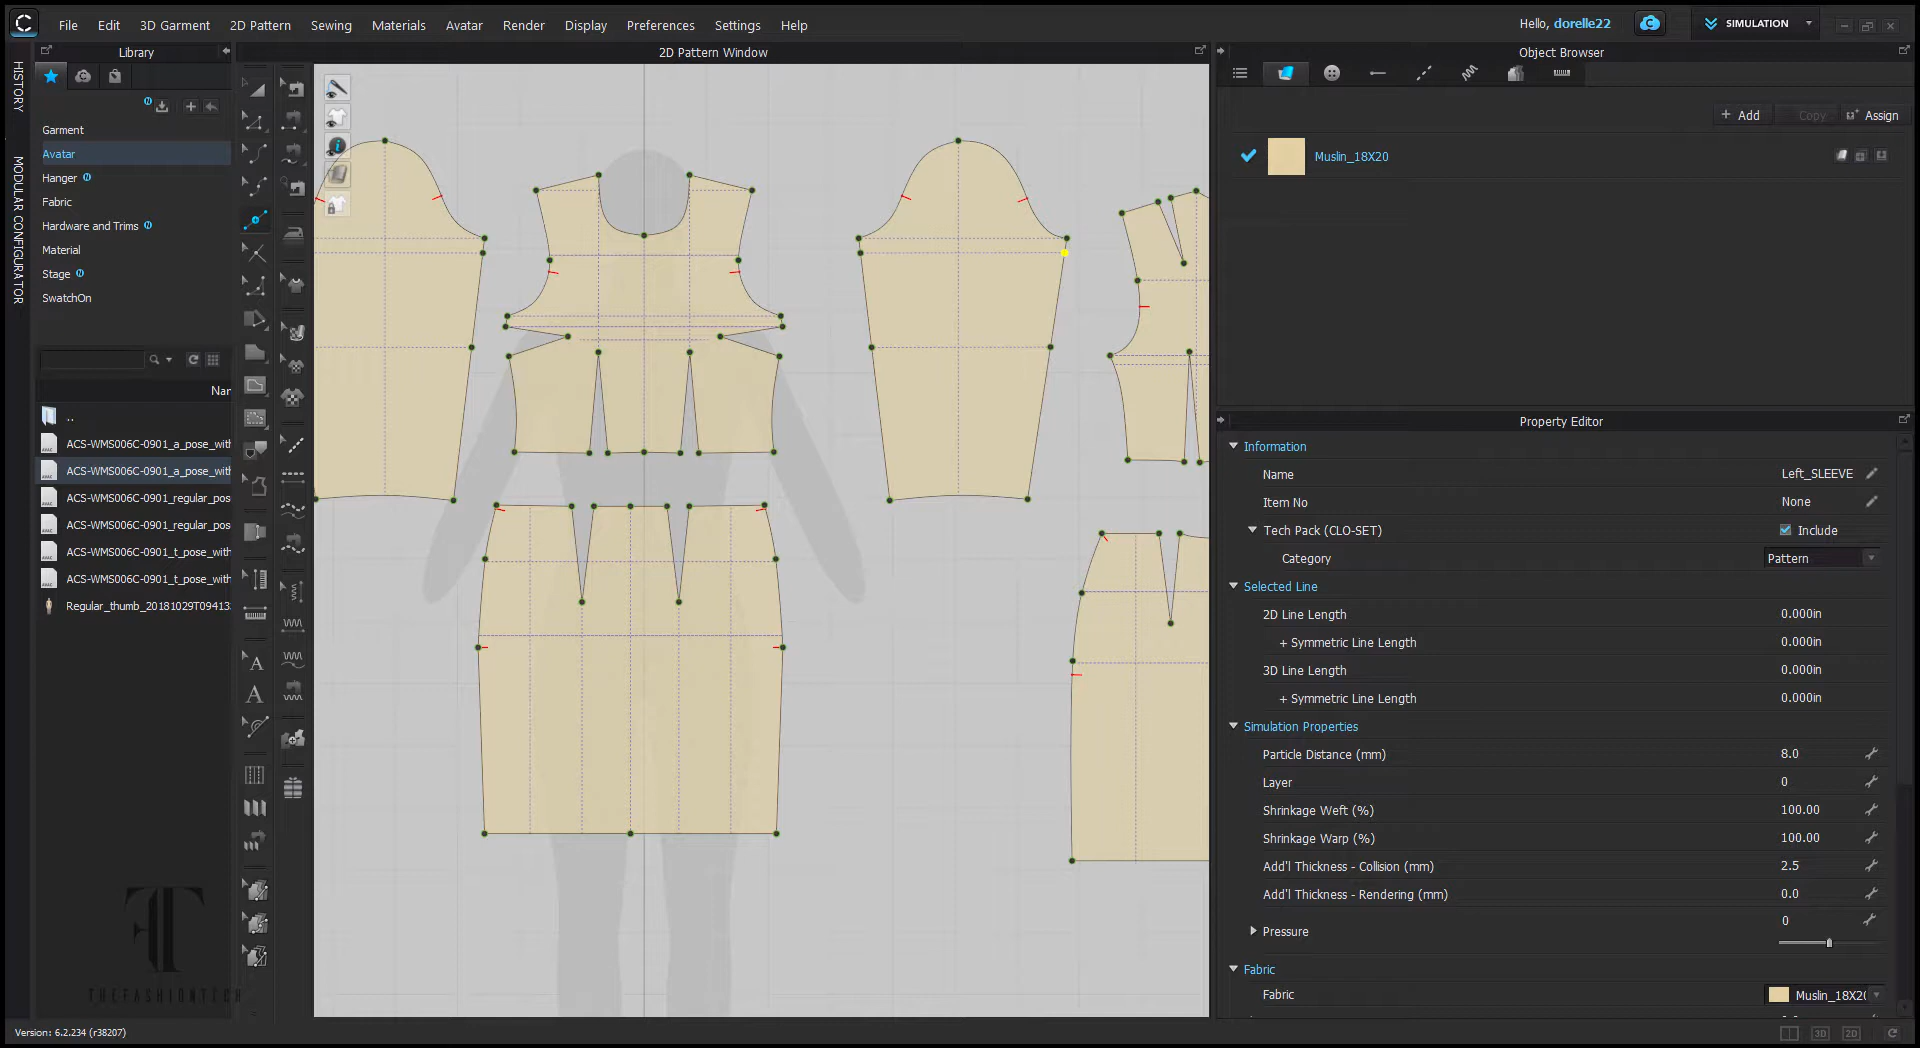 File Edit 3D Garment 2D Pattern Sewing Materials Avatar Render Display Preferences Settings Help
Hello, dorelle22
SIMULATION
HISTORY
MODULAR CONFIGURATOR
Library
Garment
Avatar
Hanger
Fabric
Hardware and Trims
Material
Stage
SwatchOn
Nar
..
ACS-WMS006C-0901_a_pose_with
ACS-WMS006C-0901_a_pose_with
ACS-WMS006C-0901_regular_pos
ACS-WMS006C-0901_regular_pos
ACS-WMS006C-0901_t_pose_with
ACS-WMS006C-0901_t_pose_with
Regular_thumb_20181029T09413
THEFASHIONTECH
Version: 6.2.234 (r38207)
2D Pattern Window
Object Browser
+ Add
Copy
Assign
Muslin_18X20
Property Editor
Information
Name Left_SLEEVE
Item No None
Tech Pack (CLO-SET) Include
Category Pattern
Selected Line
2D Line Length 0.000in
+ Symmetric Line Length 0.000in
3D Line Length 0.000in
+ Symmetric Line Length 0.000in
Simulation Properties
Particle Distance (mm) 8.0
Layer 0
Shrinkage Weft (%) 100.00
Shrinkage Warp (%) 100.00
Add'l Thickness - Collision (mm) 2.5
Add'l Thickness - Rendering (mm) 0.0
Pressure 0
Fabric
Fabric Muslin_18X20
3D
2D